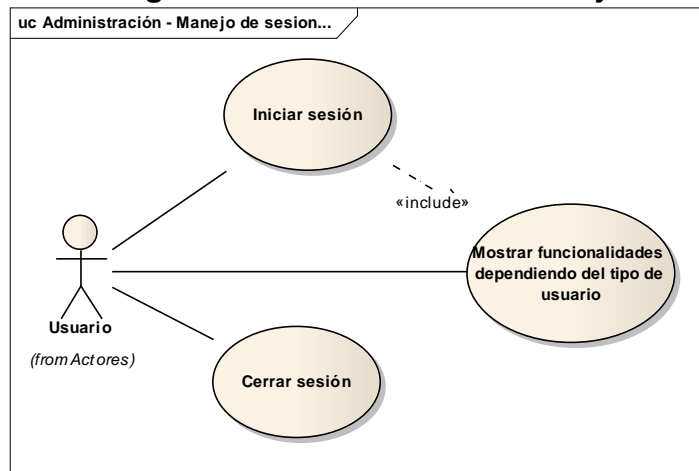 uc Administración - Manejo de sesion...
Iniciar sesión
«include»
Mostrar funcionalidades
dependiendo del tipo de
usuario
Usuario
(from Actores)
Cerrar sesión